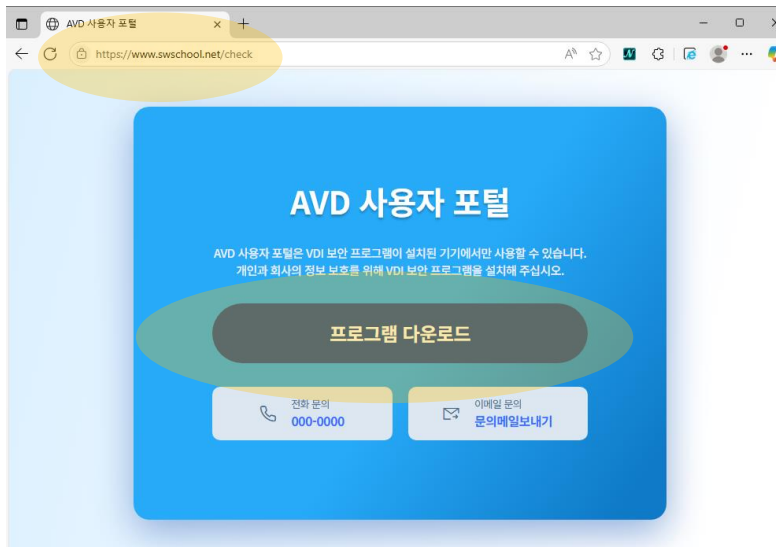 AVD 사용자 포털
https://www.swschool.net/check
AVD 사용자 포털
AVD 사용자 포털은 VDI 보안 프로그램이 설치된 기기에서만 사용할 수 있습니다.
개인과 회사의 정보 보호를 위해 VDI 보안 프로그램을 설치해 주십시오.
프로그램 다운로드
전화 문의
000-0000
이메일 문의
문의메일보내기